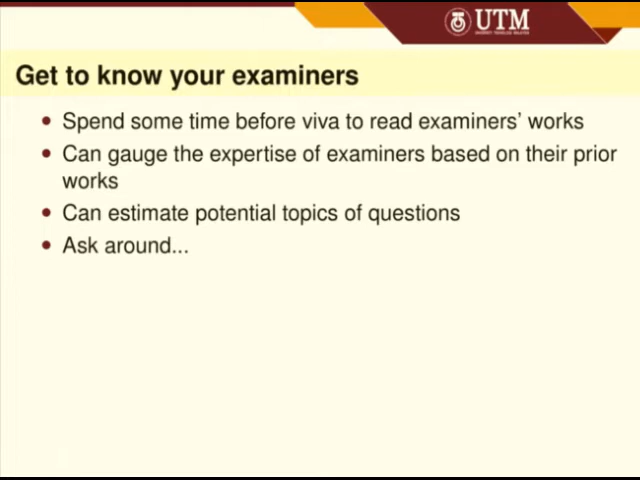 UTM
Get to know your examiners
Spend some time before viva to read examiners' works
Can gauge the expertise of examiners based on their prior
works
Can estimate potential topics of questions
Ask around...